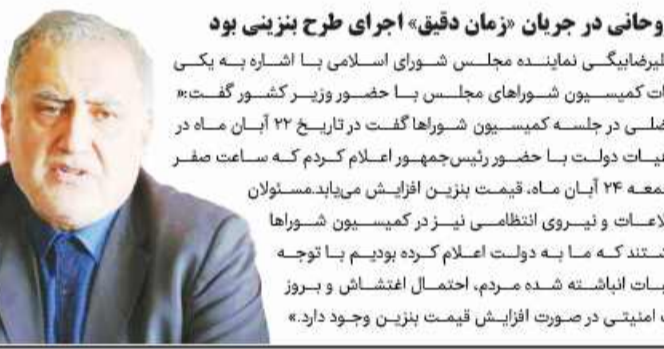 وحانی در جریان «زمان دقیق» اجرای طرح بنزینی بود
لیرضابیگی نماینده مجلس شورای اسلامی با اشاره به یکی
ات کمیسیون شوراهای مجلس با حضور وزیر کشور گفت:«
ضلی در جلسه کمیسیون شوراها گفت در تاریخ ۲۲ آبان ماه در
یات دولت با حضور رئیس‌جمهور اعلام کردم که ساعت صفر
معه ۲۴ آبان ماه، قیمت بنزین افزایش می‌یابد.مسئولان
لاعات و نیروی انتظامی نیز در کمیسیون شوراها
شتند که ما به دولت اعلام کرده بودیم با توجه
بات انباشته شده مردم، احتمال اغتشاش و بروز
امنیتی در صورت افزایش قیمت بنزین وجود دارد.»